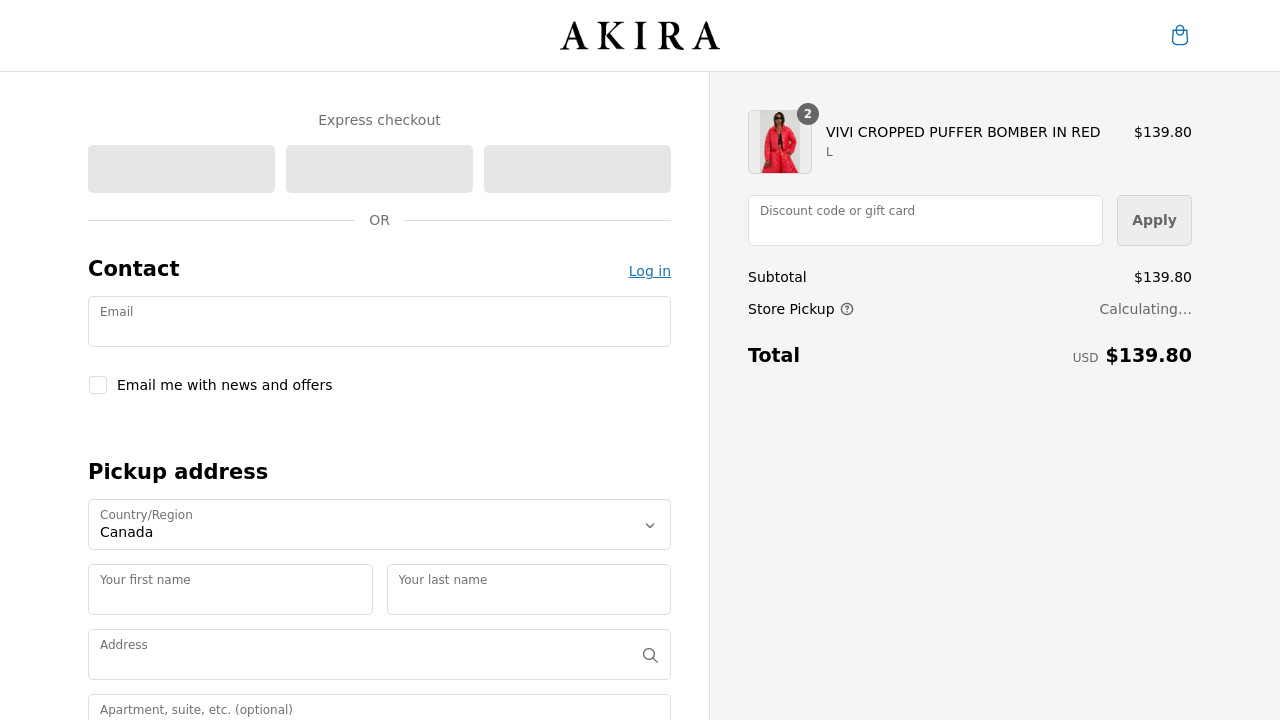 AKIRA
Express checkout
OR
Contact
Log in
Email
Email me with news and offers
Pickup address
Country/Region
Canada
Your first name
Your last name
Address
Apartment, suite, etc. (optional)
2
VIVI CROPPED PUFFER BOMBER IN RED
$139.80
L
Discount code or gift card
Apply
Subtotal
$139.80
Store Pickup
Calculating...
Total
USD $139.80